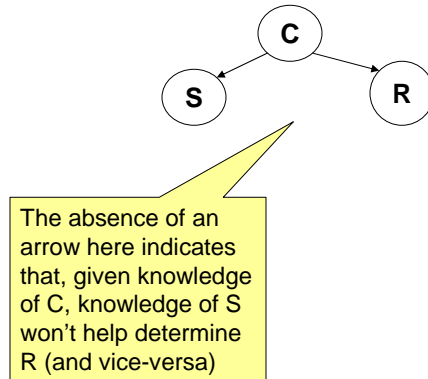 C
S
R
The absence of an
arrow here indicates
that, given knowledge
of C, knowledge of S
won't help determine
R (and vice-versa)